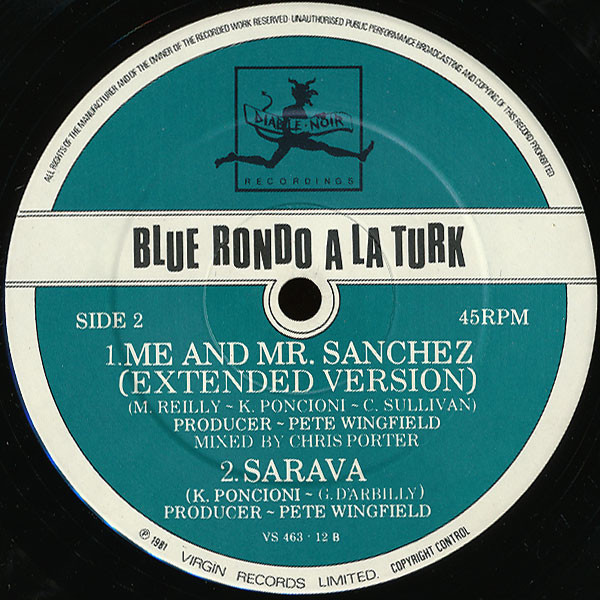 ALL RIGHTS OF THE MANUFACTURER AND OF THE OWNER OF THE RECORDED WORK RESERVED · UNAUTHORISED PUBLIC PERFORMANCE BROADCASTING AND COPYING OF THIS RECORD PROHIBITED
DIABLE · NOIR
RECORDINGS
BLUE RONDO A LA TURK
SIDE 2
45RPM
1. ME AND MR. SANCHEZ
(EXTENDED VERSION)
(M. REILLY ~ K. PONCIONI ~ C. SULLIVAN)
PRODUCER ~ PETE WINGFIELD
MIXED BY CHRIS PORTER
2. SARAVA
(K. PONCIONI ~ G. D'ARBILLY)
PRODUCER ~ PETE WINGFIELD
VS 463 · 12 B
℗ 1981 VIRGIN RECORDS LIMITED. COPYRIGHT CONTROL